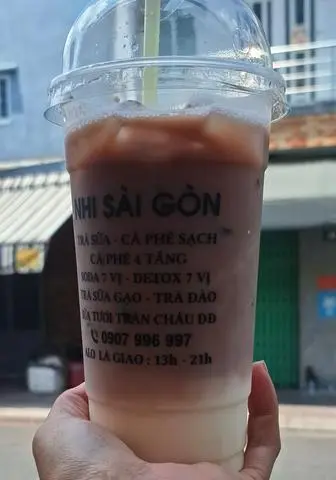 NHI SÀI GÒN
TRÀ SỮA - CÀ PHÊ SẠCH
CÀ PHÊ 4 TẦNG
SODA 7 VỊ - DETOX 7 VỊ
TRÀ SỮA GẠO - TRÀ ĐÀO
SỮA TƯƠI TRÂN CHÂU ĐĐ
0907 996 997
ALO LÀ GIAO : 13h - 21h